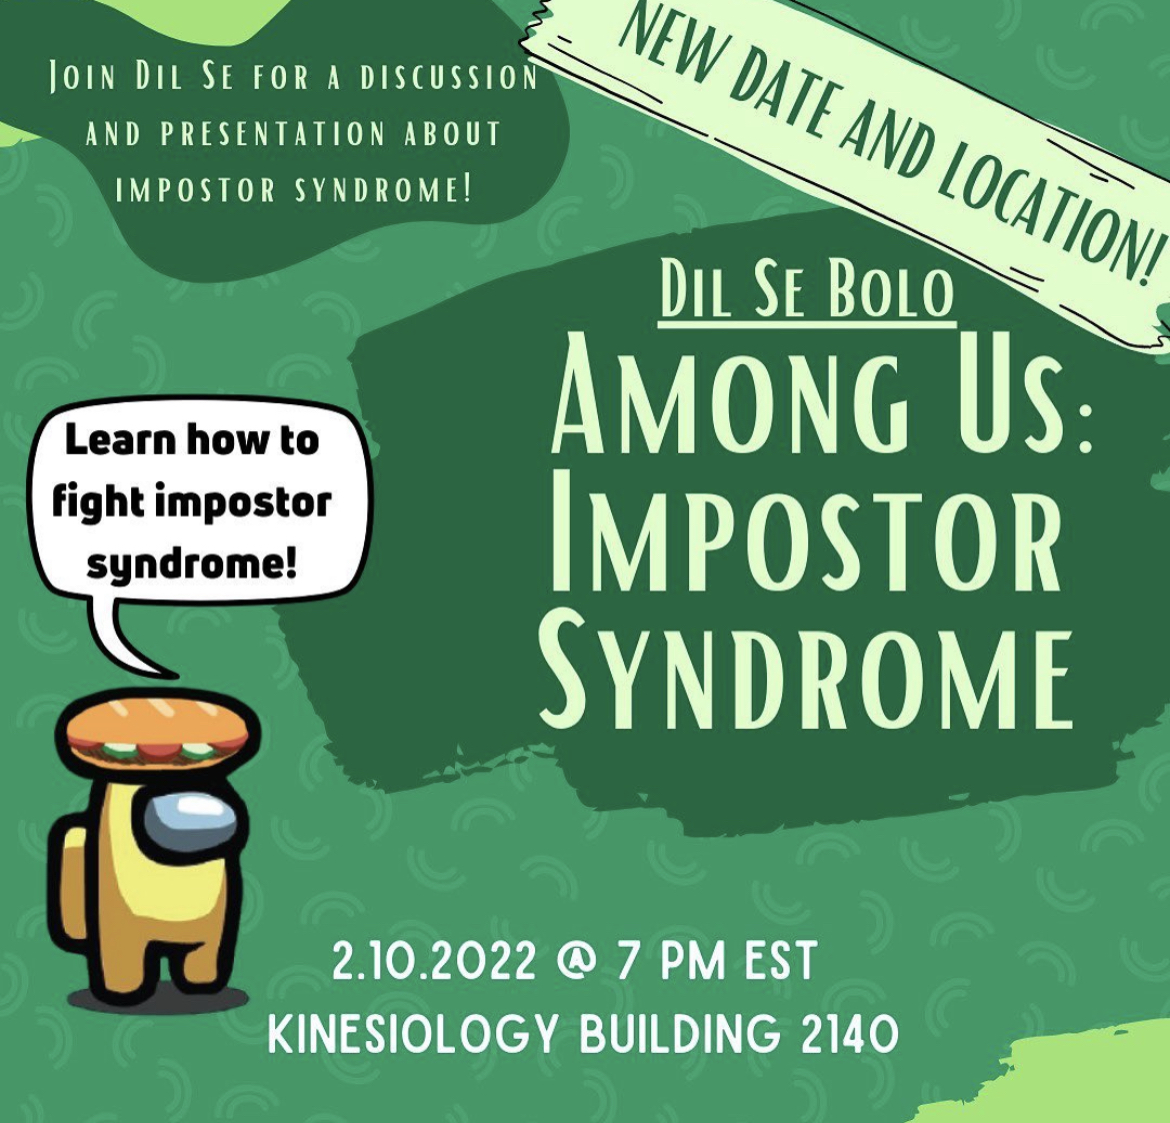 Join Dil Se for a discussion
and presentation about
impostor syndrome!
NEW DATE AND LOCATION!
Dil Se Bolo
Among Us:
Impostor
Syndrome
Learn how to
fight impostor
syndrome!
2.10.2022 @ 7 PM EST
KINESIOLOGY BUILDING 2140